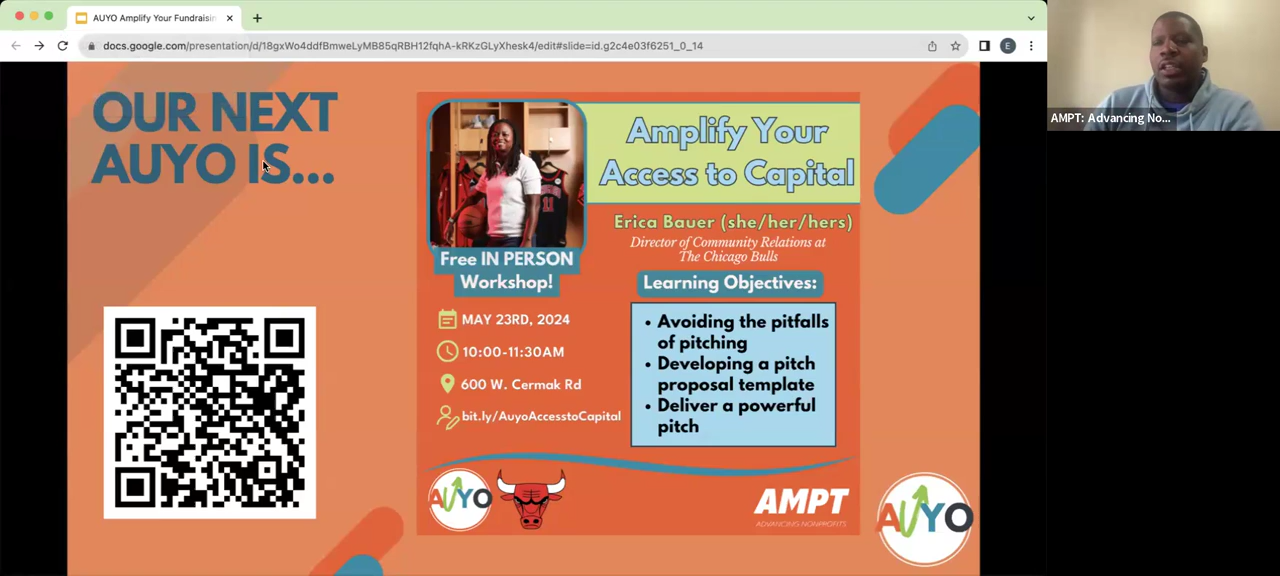 AUYO Amplify Your Fundraisin
docs.google.com/presentation/d/18gxWo4ddfBmweLyMB85qRBH12fqhA-kRKzGLyXhesk4/edit#slide=id.g2c4e03f6251_0_14
E
AMPT: Advancing No...
OUR NEXT
AUYO IS...
Amplify Your
Access to Capital
Erica Bauer (she/her/hers)
Director of Community Relations at
The Chicago Bulls
Free IN PERSON
Workshop!
MAY 23RD, 2024
10:00-11:30AM
600 W. Cermak Rd
bit.ly/AuyoAccesstoCapital
Learning Objectives:
• Avoiding the pitfalls
of pitching
• Developing a pitch
proposal template
• Deliver a powerful
pitch
11
AUYO
AMPT
ADVANCING NONPROFITS
AUYO